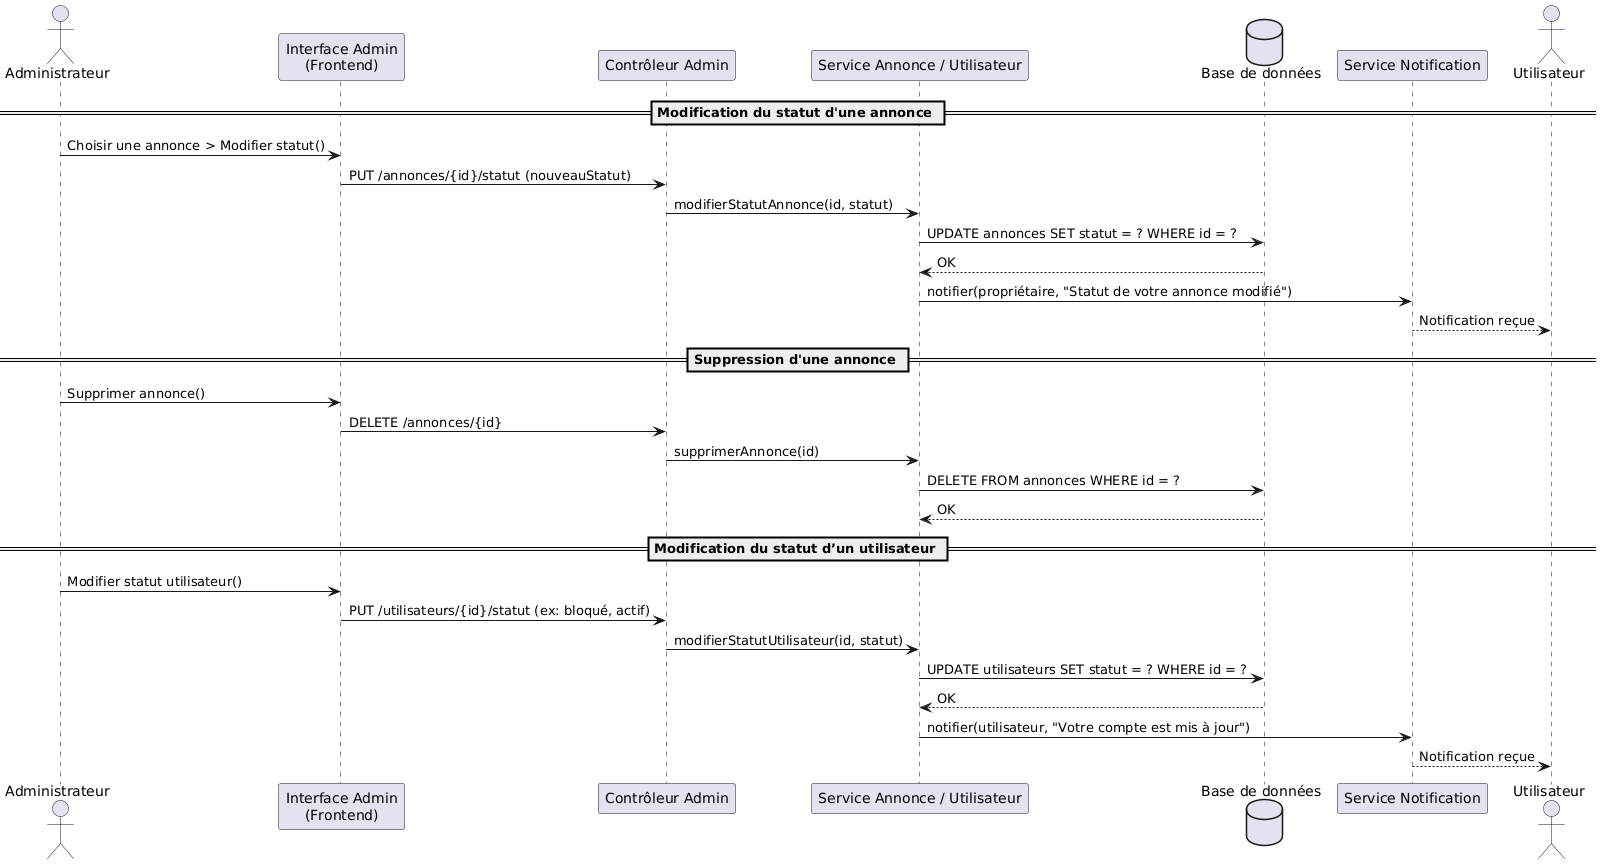 Administrateur
Interface Admin
(Frontend)
Contrôleur Admin
Service Annonce / Utilisateur
Base de données
Service Notification
Utilisateur
Modification du statut d'une annonce
Choisir une annonce > Modifier statut()
PUT /annonces/{id}/statut (nouveauStatut)
modifierStatutAnnonce(id, statut)
UPDATE annonces SET statut = ? WHERE id = ?
OK
notifier(propriétaire, "Statut de votre annonce modifié")
Notification reçue
Suppression d'une annonce
Supprimer annonce()
DELETE /annonces/{id}
supprimerAnnonce(id)
DELETE FROM annonces WHERE id = ?
OK
Modification du statut d’un utilisateur
Modifier statut utilisateur()
PUT /utilisateurs/{id}/statut (ex: bloqué, actif)
modifierStatutUtilisateur(id, statut)
UPDATE utilisateurs SET statut = ? WHERE id = ?
OK
notifier(utilisateur, "Votre compte est mis à jour")
Notification reçue
Administrateur
Interface Admin
(Frontend)
Contrôleur Admin
Service Annonce / Utilisateur
Base de données
Service Notification
Utilisateur